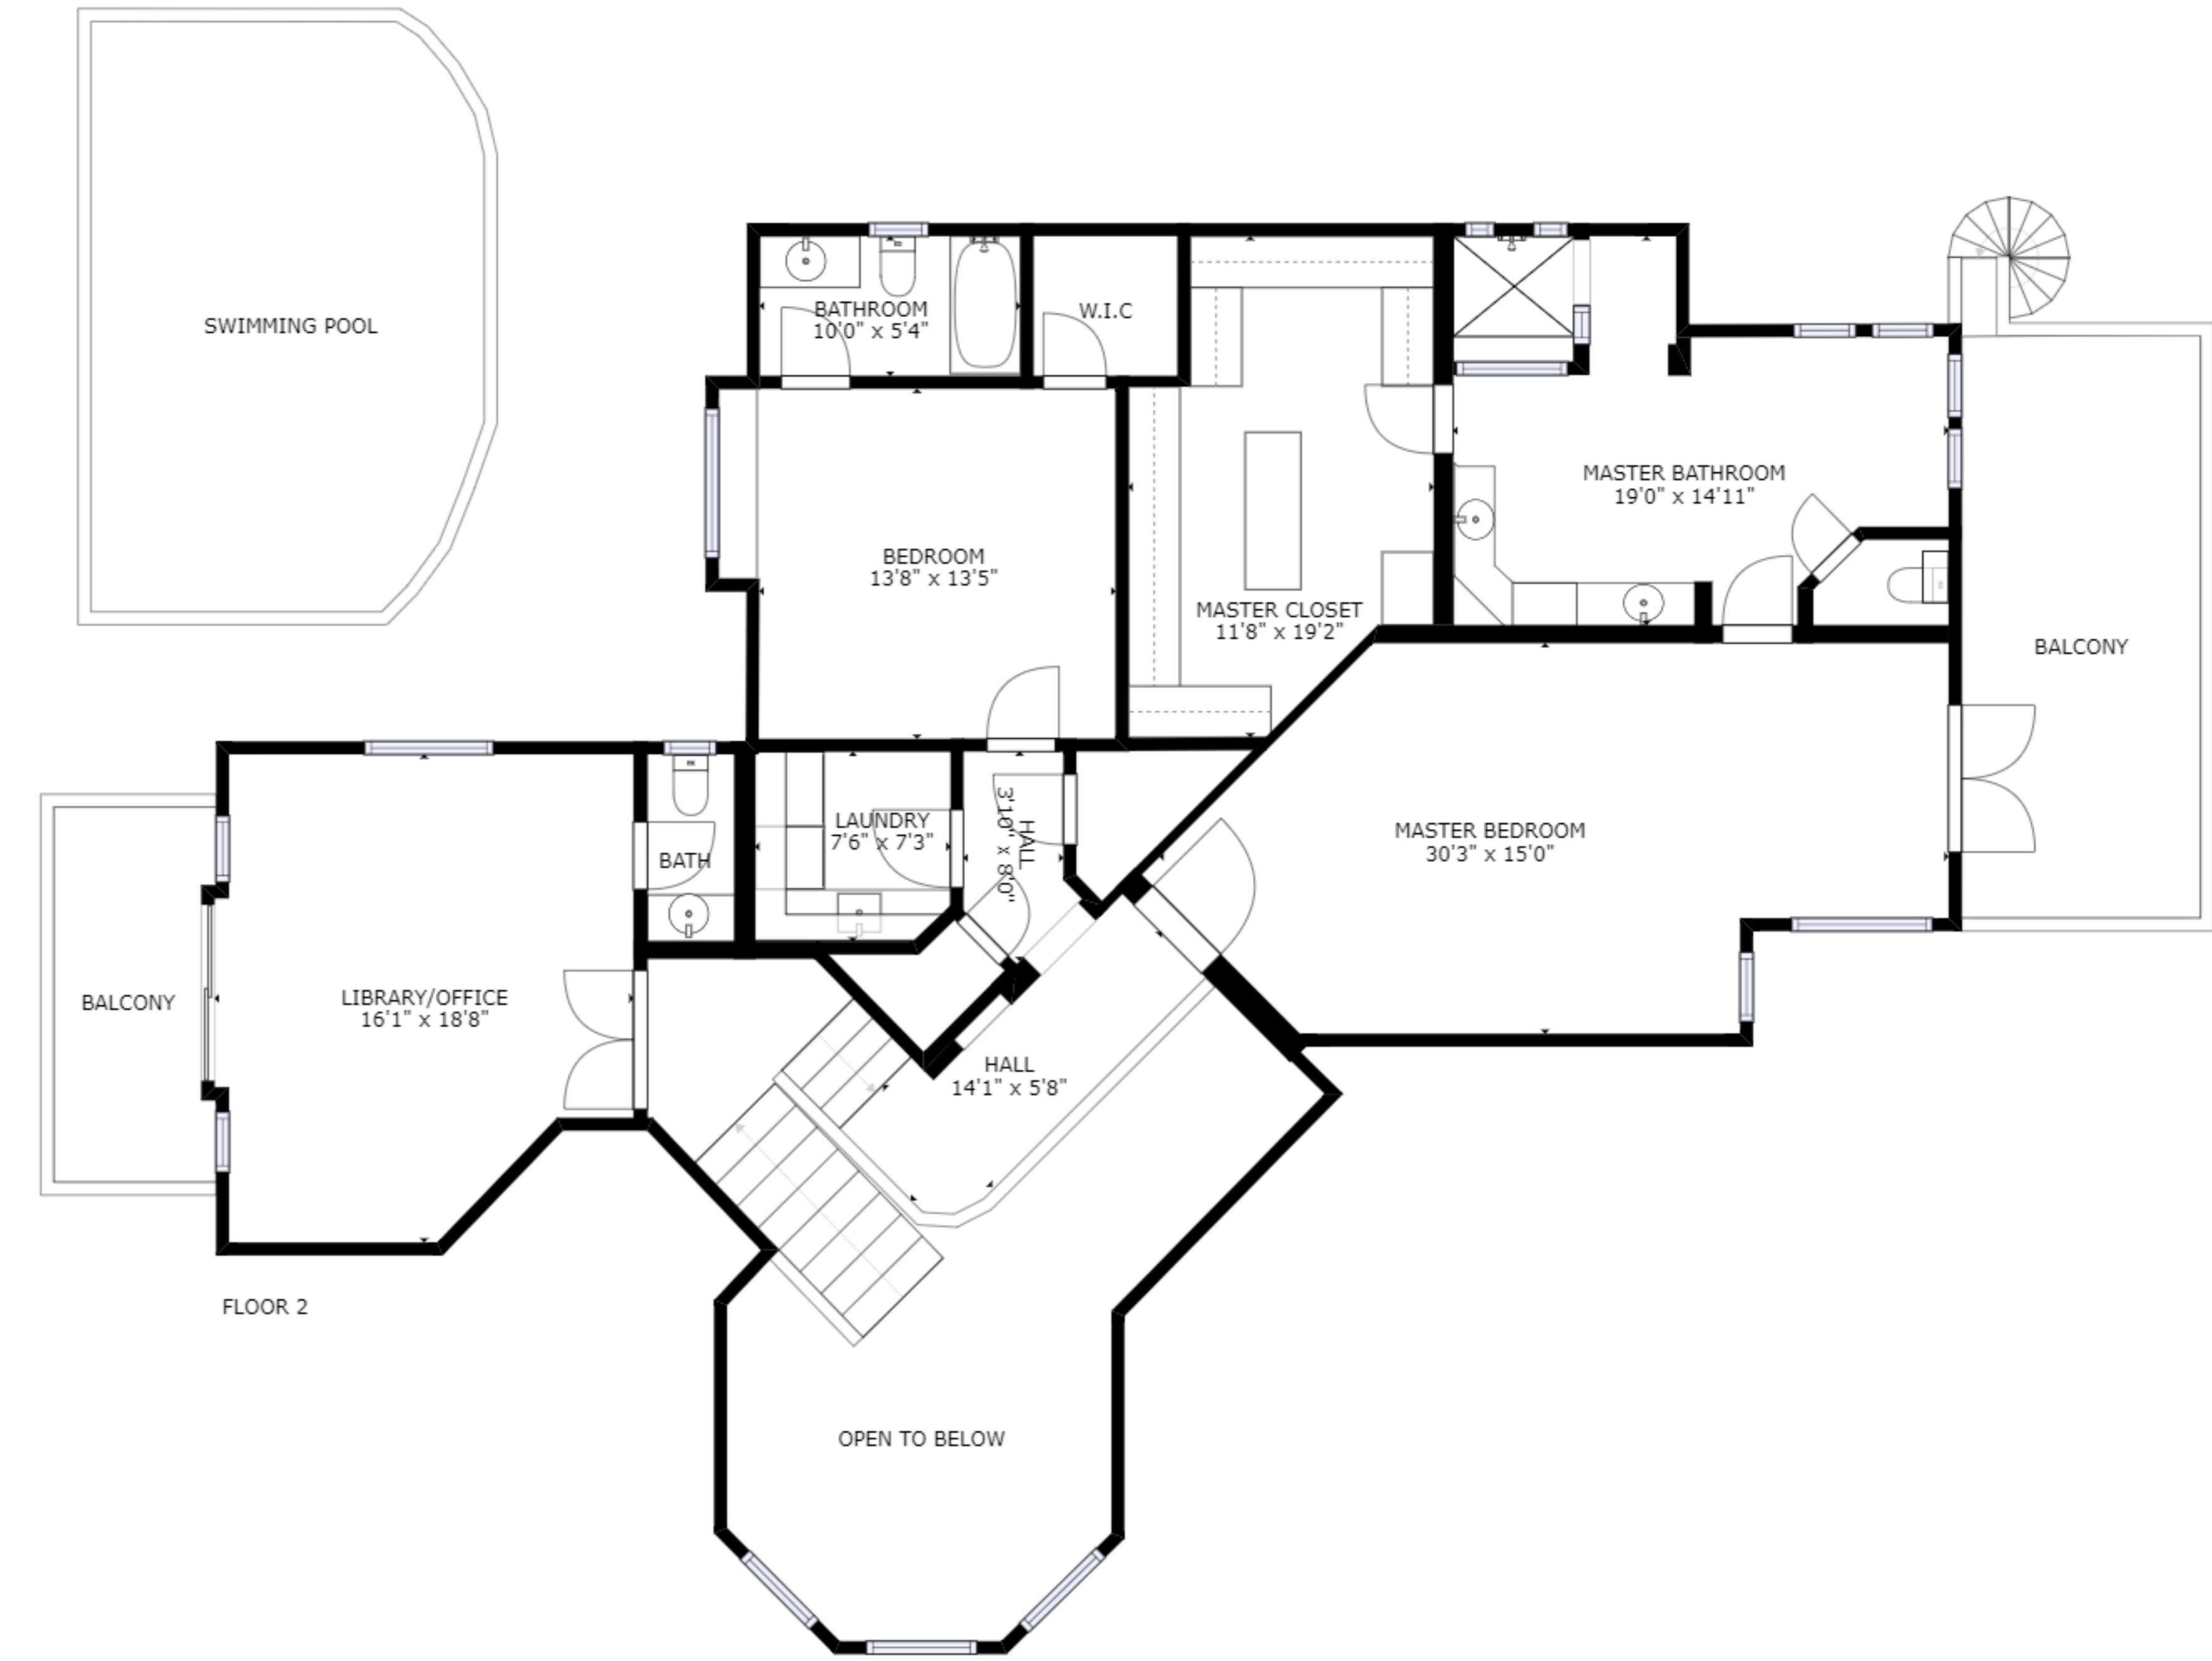 SWIMMING POOL
BATHROOM
10'0" x 5'4"
W.I.C
MASTER BATHROOM
19'0" x 14'11"
BEDROOM
13'8" x 13'5"
MASTER CLOSET
11'8" x 19'2"
BALCONY
LAUNDRY
7'6" x 7'3"
HALL
3'10" x 8'0"
MASTER BEDROOM
30'3" x 15'0"
BATH
BALCONY
LIBRARY/OFFICE
16'1" x 18'8"
HALL
14'1" x 5'8"
FLOOR 2
OPEN TO BELOW